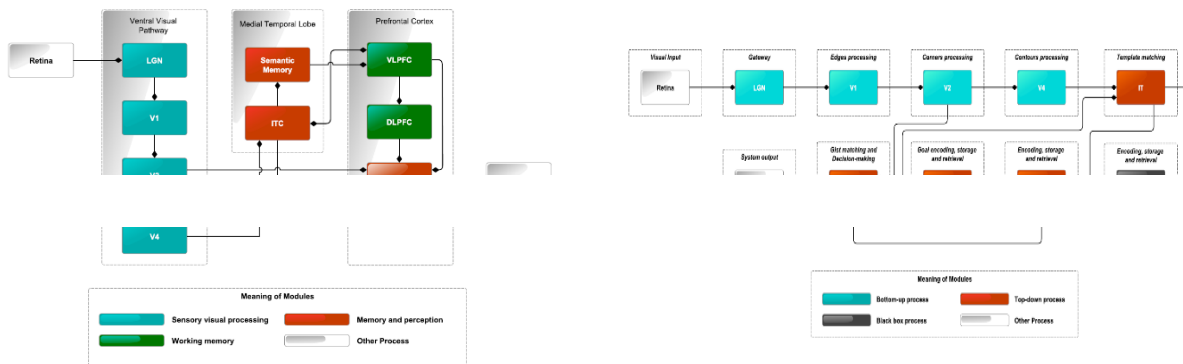 Ventral Visual
Pathway
Medial Temporal Lobe
Prefrontal Cortex
Retina
LGN
Semantic
Memory
VLPFC
V1
ITC
DLPFC
V4
Meaning of Modules
Sensory visual processing
Memory and perception
Working memory
Other Process
Visual Input
Gateway
Edges processing
Corners processing
Contours processing
Template matching
Retina
LGN
V1
V2
V4
IT
System output
Gist matching and
Decision-making
Goal encoding, storage
and retrieval
Encoding, storage
and retrieval
Encoding, storage
and retrieval
Meaning of Modules
Bottom-up process
Top-down process
Black box process
Other Process